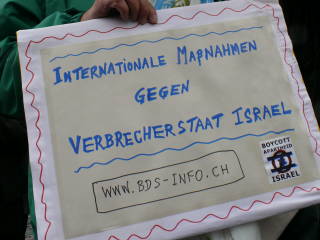 INTERNATIONALE MAßNAHMEN
GEGEN
VERBRECHERSTAAT ISRAEL
WWW.BDS-INFO.CH
BOYCOTT
APARTHEID
ISRAEL